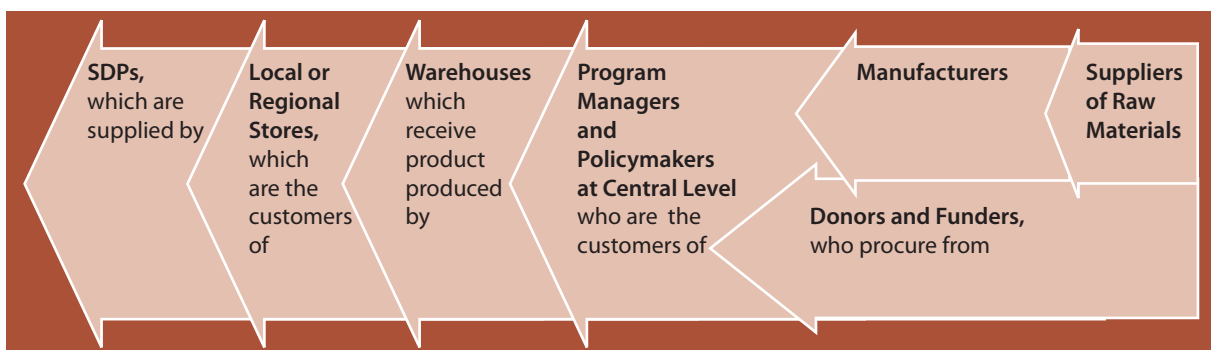 SDPs,
which are
supplied by
Local or
Regional
Stores,
which
are the
customers
of
Warehouses
which
receive
product
produced
by
Program
Managers
and
Policymakers
at Central Level
who are the
customers of
Manufacturers
Suppliers
of Raw
Materials
Donors and Funders,
who procure from